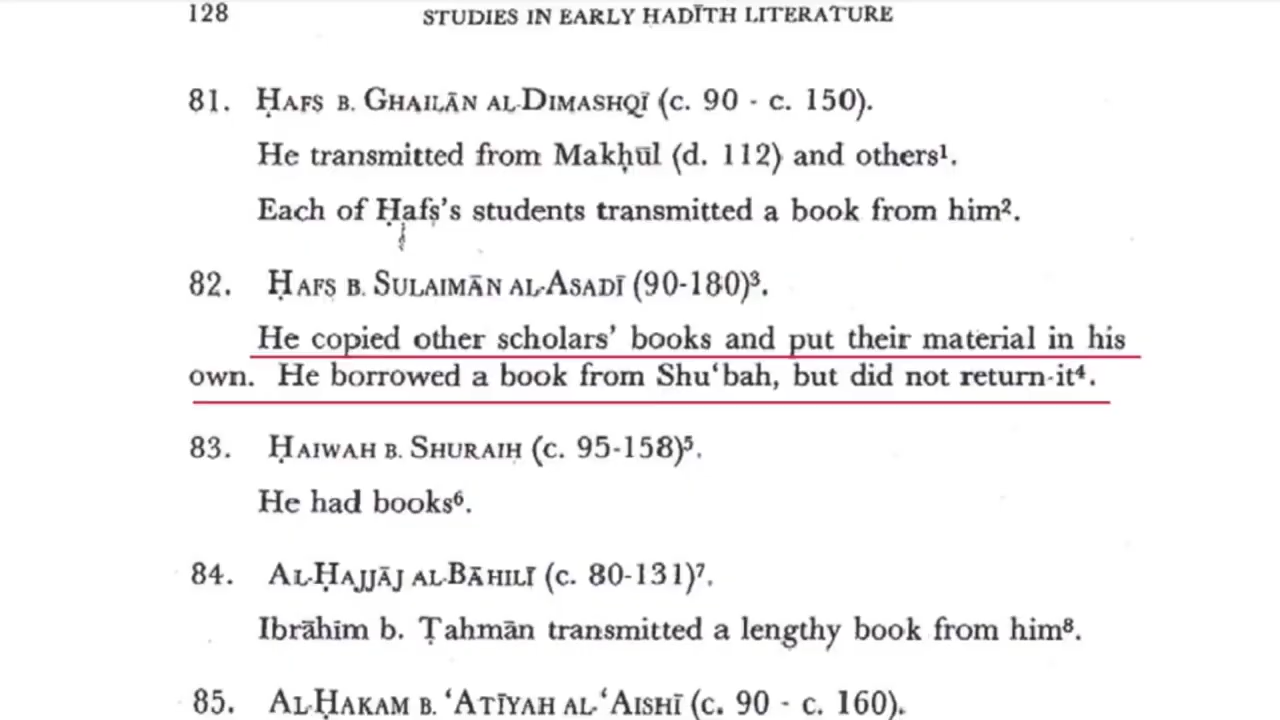 128 STUDIES IN EARLY ḤADĪTH LITERATURE
81. ḤAFṢ B. GHAILĀN AL-DIMASHQĪ (c. 90 - c. 150).
He transmitted from Makḥūl (d. 112) and others¹.
Each of Ḥafṣ's students transmitted a book from him².
82. ḤAFṢ B. SULAIMĀN AL-ASADĪ (90-180)³.
He copied other scholars' books and put their material in his
own. He borrowed a book from Shu‘bah, but did not return-it⁴.
83. ḤAIWAH B. SHURAIḤ (c. 95-158)⁵.
He had books⁶.
84. AL-ḤAJJĀJ AL-BĀHILĪ (c. 80-131)⁷.
Ibrāhīm b. Ṭahmān transmitted a lengthy book from him⁸.
85. AL-ḤAKAM B. ‘ATĪYAH AL-‘AISHĪ (c. 90 - c. 160).